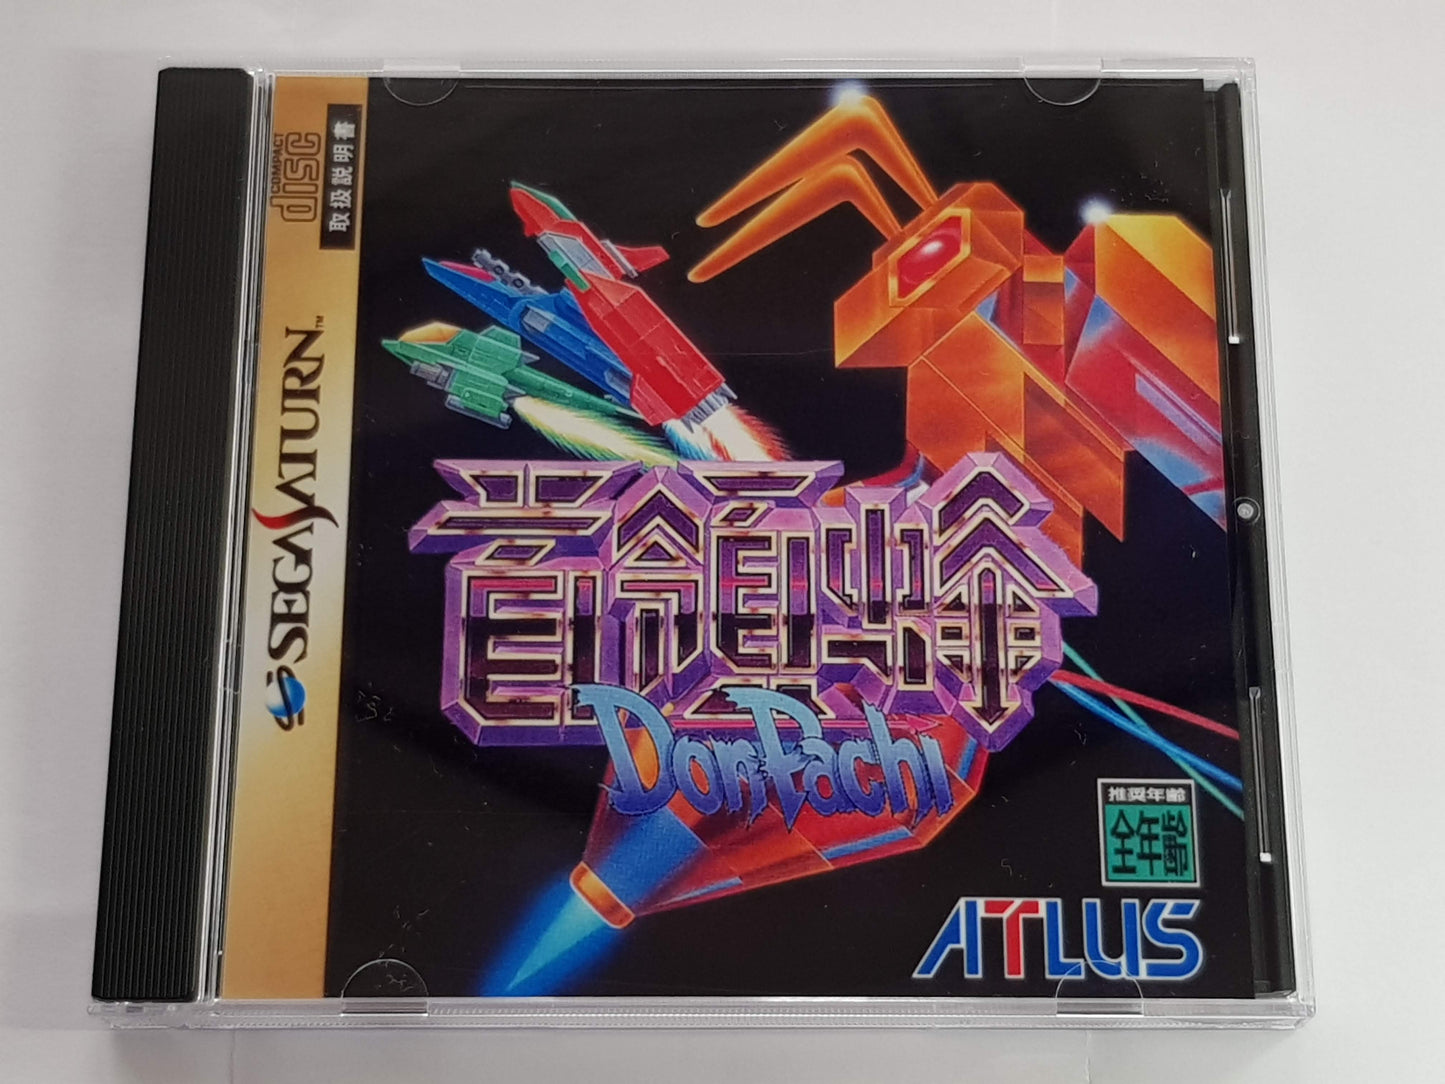 COMPACT
disc
取扱説明書
SEGA SATURN™
首領蜂
DonPachi
推奨年齢
全年齢
ATLUS